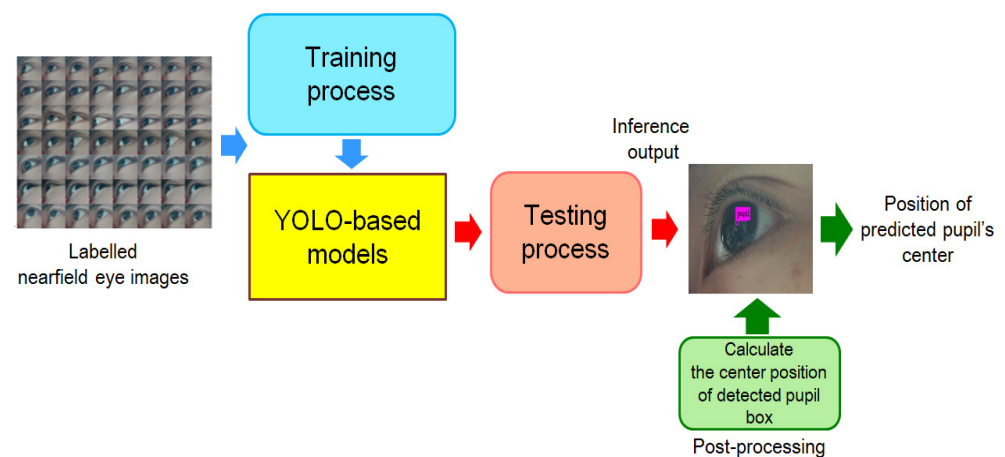 Training
process
Labelled
nearfield eye images
YOLO-based
models
Testing
process
Inference
output
pupil
Position of
predicted pupil's
center
Calculate
the center position
of detected pupil
box
Post-processing